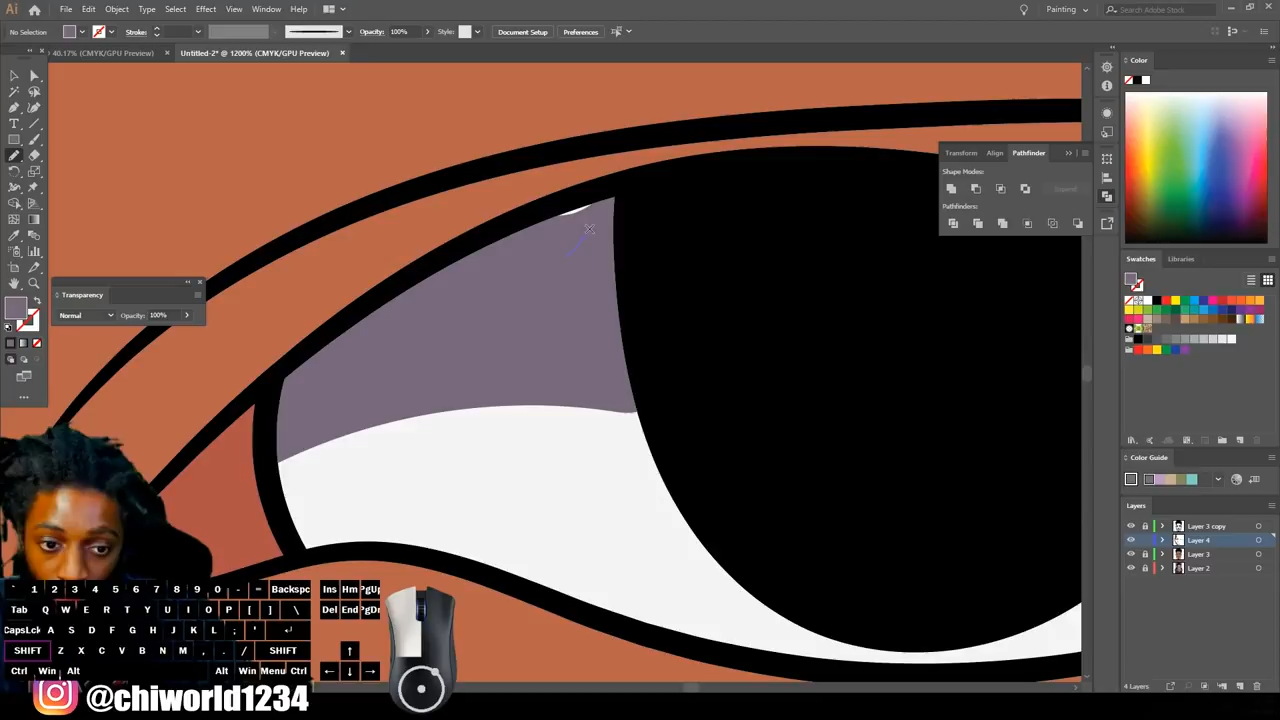 Ai File Edit Object Type Select Effect View Window Help Painting Search Adobe Stock
No Selection Stroke: Opacity: 100% Style: Document Setup Preferences
40.17% (CMYK/GPU Preview) × Untitled-2* @ 1200% (CMYK/GPU Preview) ×
Color
Transform Align Pathfinder
Shape Modes:
Expand
Pathfinders:
Swatches Libraries
Transparency
Normal Opacity: 100%
Color Guide
Layers
Layer 3 copy
Layer 4
Layer 3
Layer 2
4 Layers
` 1 2 3 4 5 6 7 8 9 0 - = Backspc Ins Hm PgUp
Tab Q W E R T Y U I O P [ ] \ Del End PgDn
CapsLck A S D F G H J K L ; ' ↵
SHIFT Z X C V B N M , . / SHIFT ↑
Ctrl Win Alt Alt Win Menu Ctrl ← ↓ →
@chiworld1234